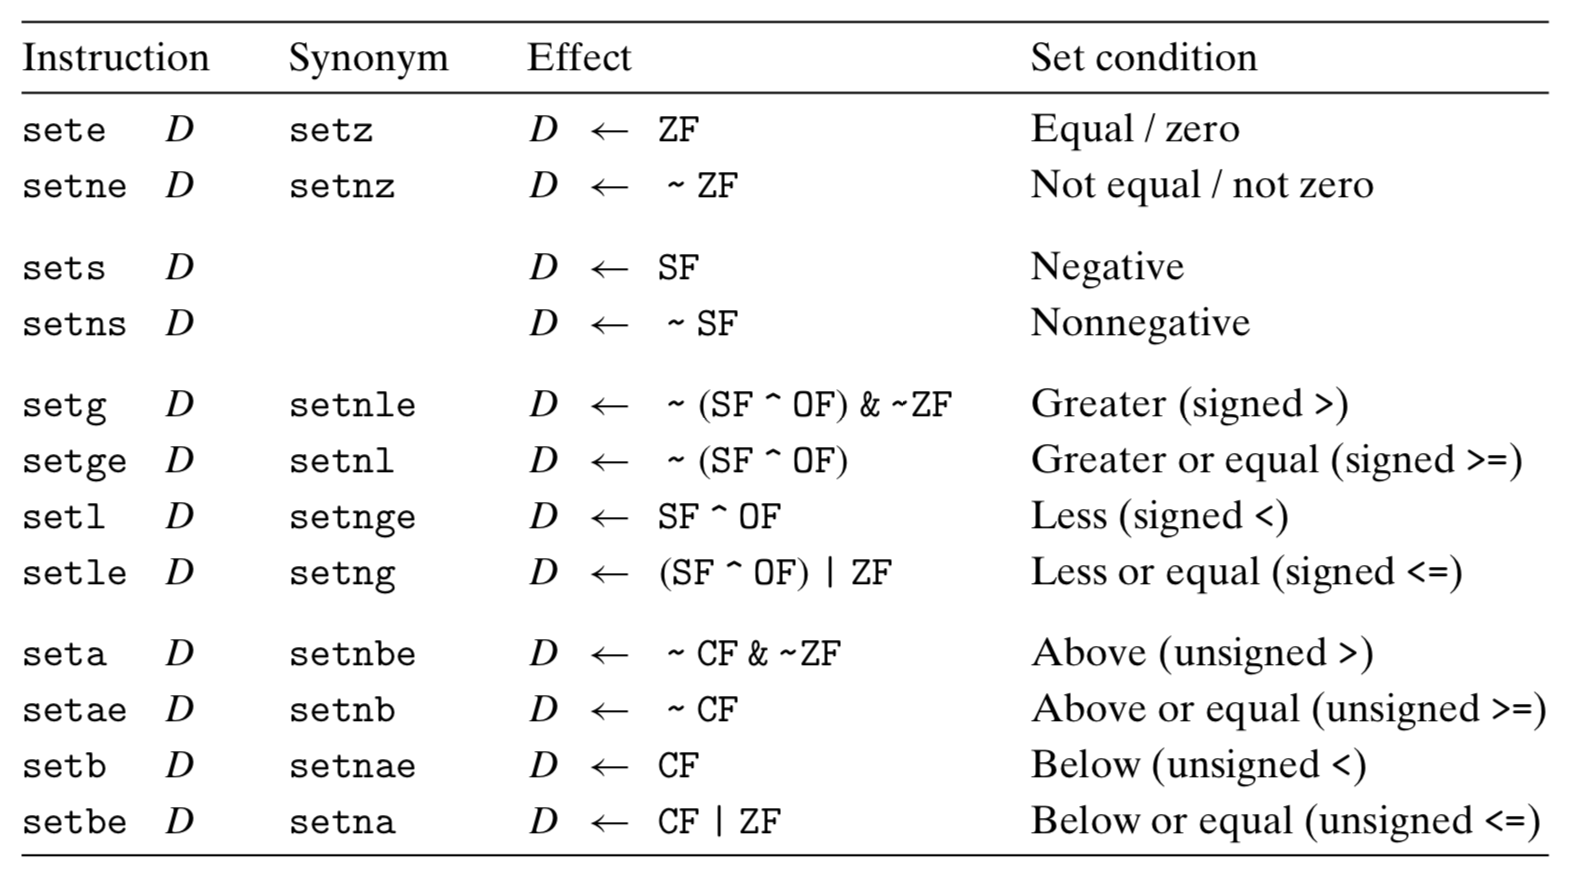 Instruction Synonym Effect Set condition
sete D setz D ← ZF Equal / zero
setne D setnz D ← ~ ZF Not equal / not zero
sets D D ← SF Negative
setns D D ← ~ SF Nonnegative
setg D setnle D ← ~ (SF ^ OF) & ~ZF Greater (signed >)
setge D setnl D ← ~ (SF ^ OF) Greater or equal (signed >=)
setl D setnge D ← SF ^ OF Less (signed <)
setle D setng D ← (SF ^ OF) | ZF Less or equal (signed <=)
seta D setnbe D ← ~ CF & ~ZF Above (unsigned >)
setae D setnb D ← ~ CF Above or equal (unsigned >=)
setb D setnae D ← CF Below (unsigned <)
setbe D setna D ← CF | ZF Below or equal (unsigned <=)